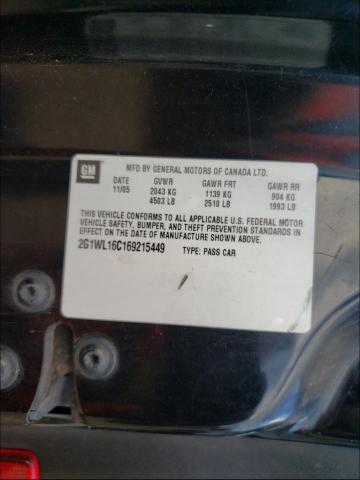 GM
MFD BY GENERAL MOTORS OF CANADA LTD.
DATE GVWR GAWR FRT GAWR RR
11/05 2043 KG 1139 KG 904 KG
4503 LB 2510 LB 1993 LB
THIS VEHICLE CONFORMS TO ALL APPLICABLE U.S. FEDERAL MOTOR
VEHICLE SAFETY, BUMPER, AND THEFT PREVENTION STANDARDS IN
EFFECT ON THE DATE OF MANUFACTURE SHOWN ABOVE.
2G1WL16C169215449 TYPE: PASS CAR